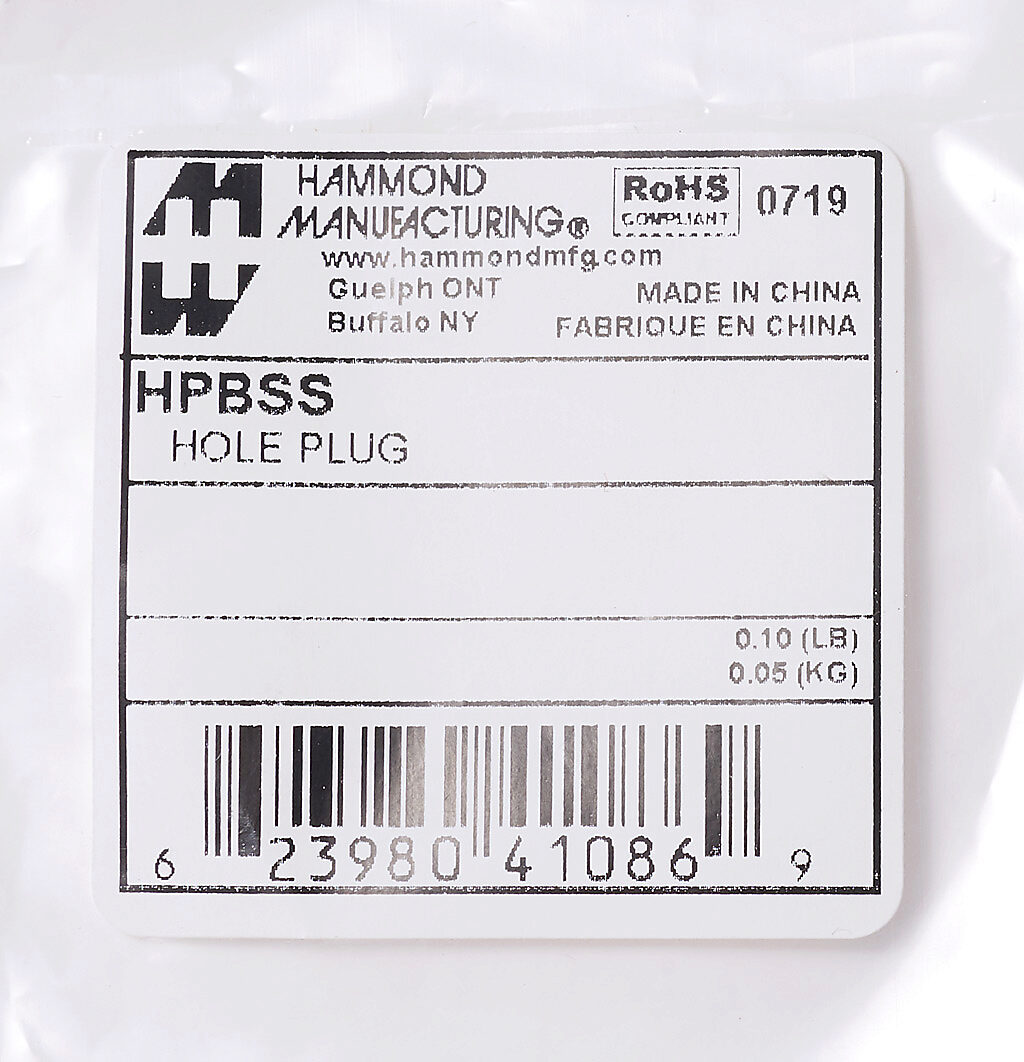 HAMMOND
MANUFACTURING®
RoHS
COMPLIANT
0719
www.hammondmfg.com
Guelph ONT
Buffalo NY
MADE IN CHINA
FABRIQUE EN CHINA
HPBSS
HOLE PLUG
0.10 (LB)
0.05 (KG)
6 23980 41086 9